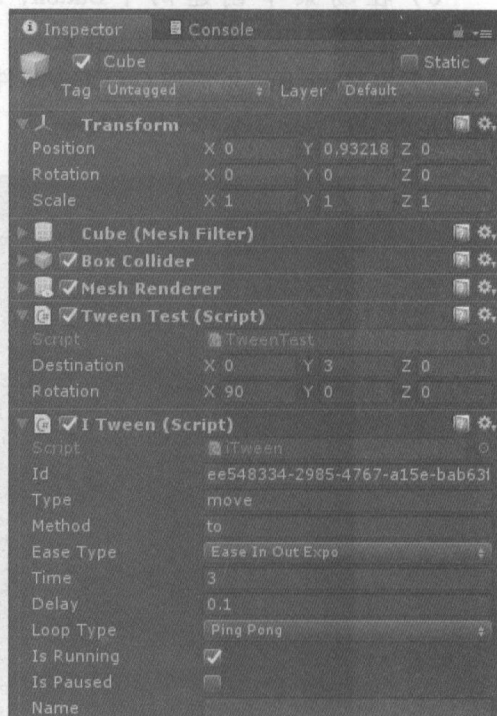 Inspector Console
Cube Static
Tag Untagged Layer Default
Transform
Position X 0 Y 0.93218 Z 0
Rotation X 0 Y 0 Z 0
Scale X 1 Y 1 Z 1
Cube (Mesh Filter)
Box Collider
Mesh Renderer
Tween Test (Script)
Script TweenTest
Destination X 0 Y 3 Z 0
Rotation X 90 Y 0 Z 0
I Tween (Script)
Script iTween
Id ee548334-2985-4767-a15e-bab63f
Type move
Method to
Ease Type Ease In Out Expo
Time 3
Delay 0.1
Loop Type Ping Pong
Is Running
Is Paused
Name